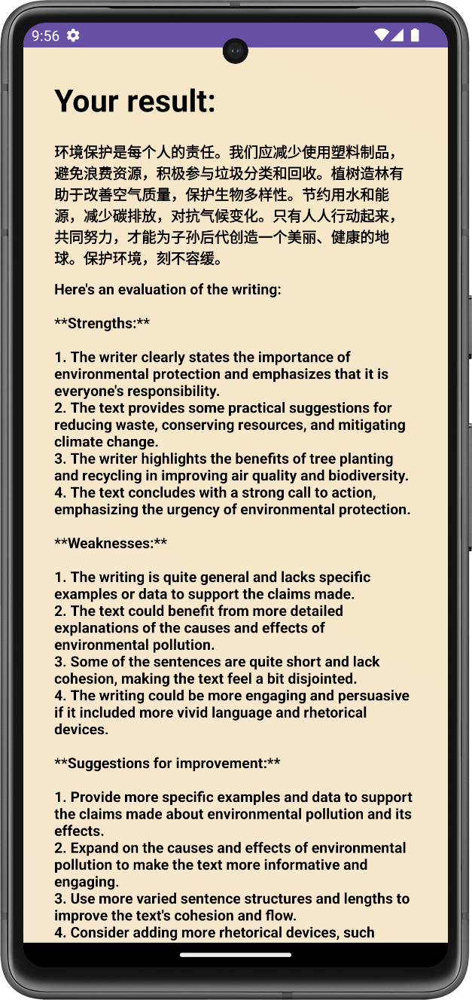 9:56
Your result:
环境保护是每个人的责任。我们应减少使用塑料制品，
避免浪费资源，积极参与垃圾分类和回收。植树造林有
助于改善空气质量，保护生物多样性。节约用水和能
源，减少碳排放，对抗气候变化。只有人人行动起来，
共同努力，才能为子孙后代创造一个美丽、健康的地
球。保护环境，刻不容缓。
Here's an evaluation of the writing:
**Strengths:**
1. The writer clearly states the importance of
environmental protection and emphasizes that it is
everyone's responsibility.
2. The text provides some practical suggestions for
reducing waste, conserving resources, and mitigating
climate change.
3. The writer highlights the benefits of tree planting
and recycling in improving air quality and biodiversity.
4. The text concludes with a strong call to action,
emphasizing the urgency of environmental protection.
**Weaknesses:**
1. The writing is quite general and lacks specific
examples or data to support the claims made.
2. The text could benefit from more detailed
explanations of the causes and effects of
environmental pollution.
3. Some of the sentences are quite short and lack
cohesion, making the text feel a bit disjointed.
4. The writing could be more engaging and persuasive
if it included more vivid language and rhetorical
devices.
**Suggestions for improvement:**
1. Provide more specific examples and data to support
the claims made about environmental pollution and its
effects.
2. Expand on the causes and effects of environmental
pollution to make the text more informative and
engaging.
3. Use more varied sentence structures and lengths to
improve the text's cohesion and flow.
4. Consider adding more rhetorical devices, such